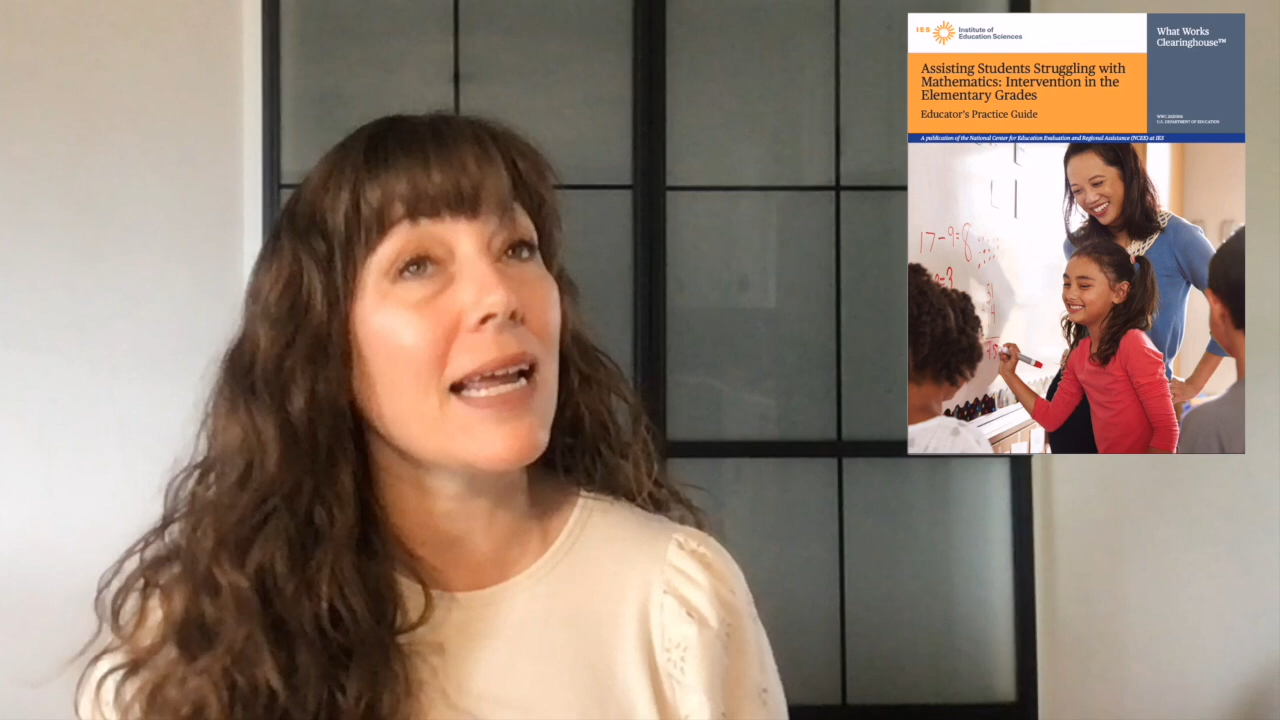 IES
Institute of
Education Sciences
What Works
Clearinghouse™
Assisting Students Struggling with
Mathematics: Intervention in the
Elementary Grades
Educator's Practice Guide
U.S. DEPARTMENT OF EDUCATION
A publication of the National Center for Education Evaluation and Regional Assistance (NCEE) at IES
17-9=8